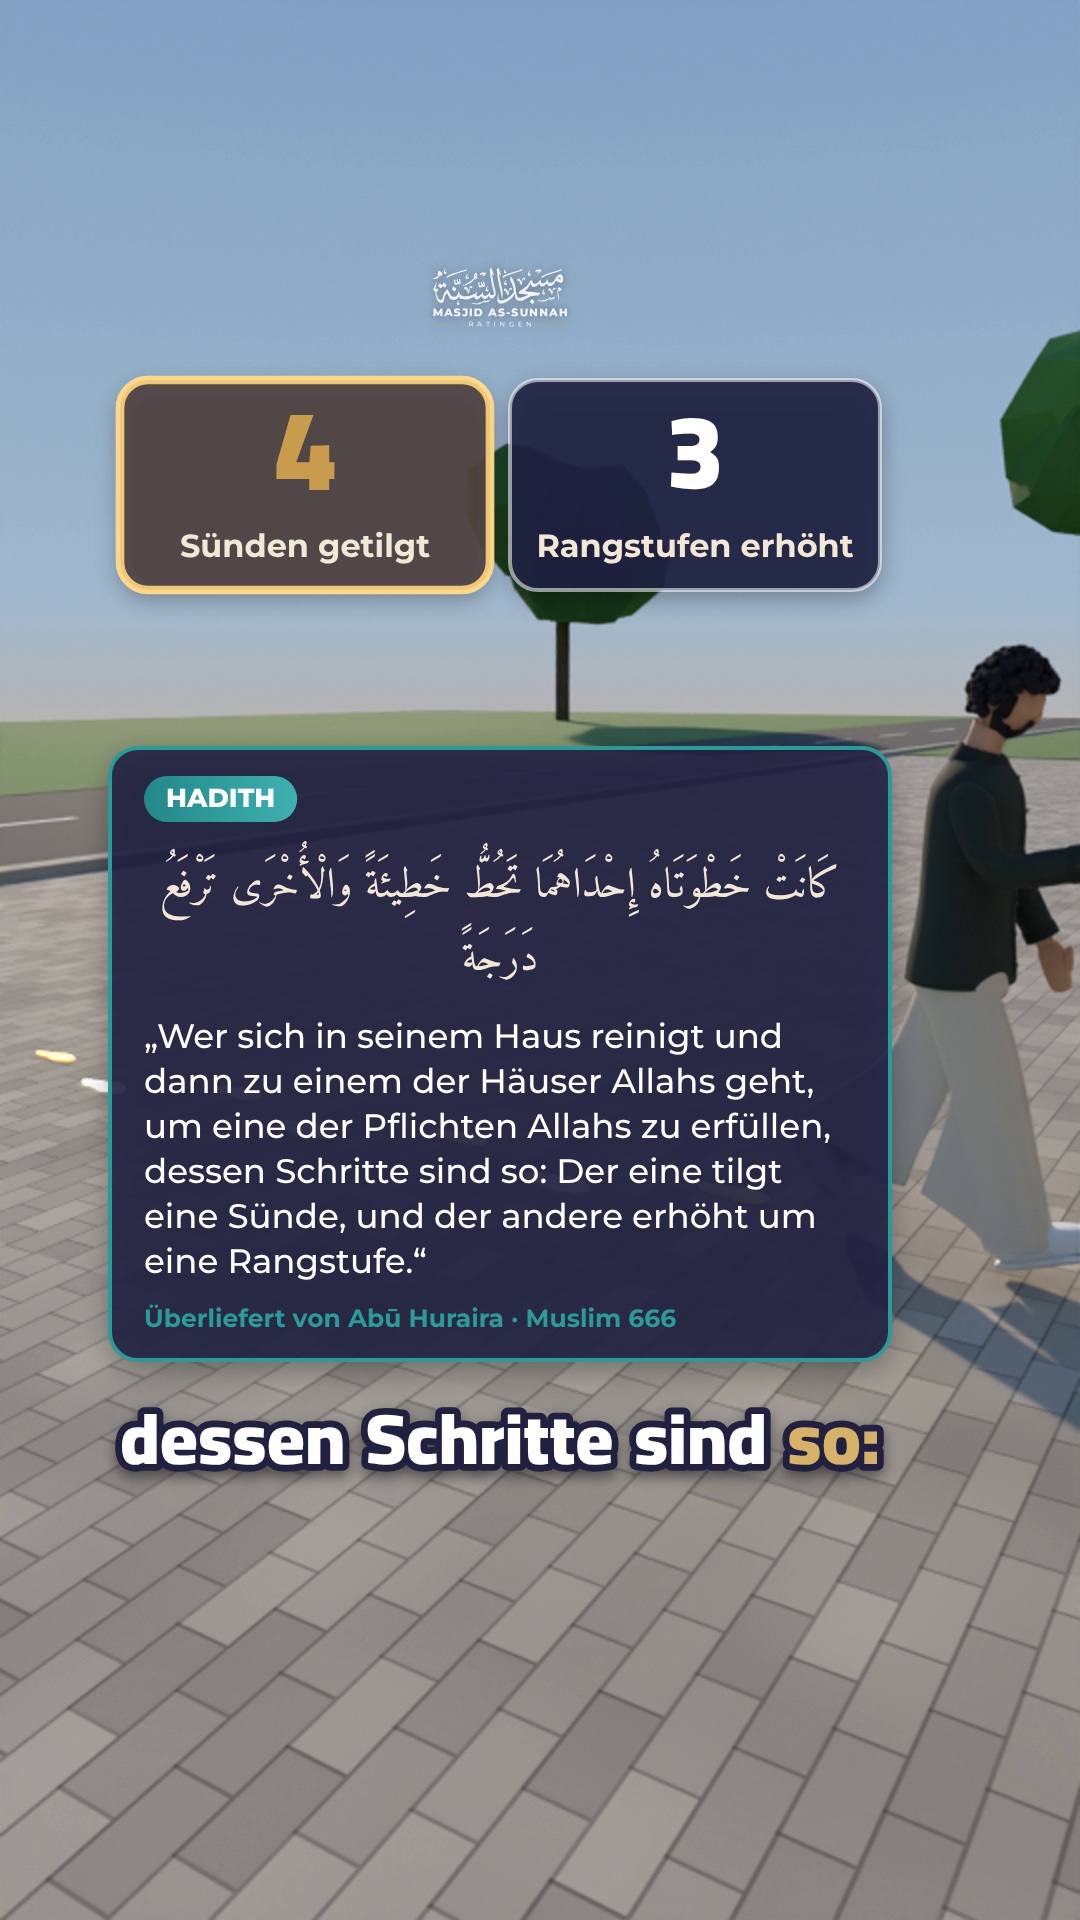 مَسْجِدُ السُّنَّة
MASJID AS-SUNNAH
RATINGEN
4
Sünden getilgt
3
Rangstufen erhöht
HADITH
كَانَتْ خَطْوَتَاهُ إِحْدَاهُمَا تَحُطُّ خَطِيئَةً وَالْأُخْرَى تَرْفَعُ
دَرَجَةً
„Wer sich in seinem Haus reinigt und
dann zu einem der Häuser Allahs geht,
um eine der Pflichten Allahs zu erfüllen,
dessen Schritte sind so: Der eine tilgt
eine Sünde, und der andere erhöht um
eine Rangstufe.“
Überliefert von Abū Huraira · Muslim 666
dessen Schritte sind so: